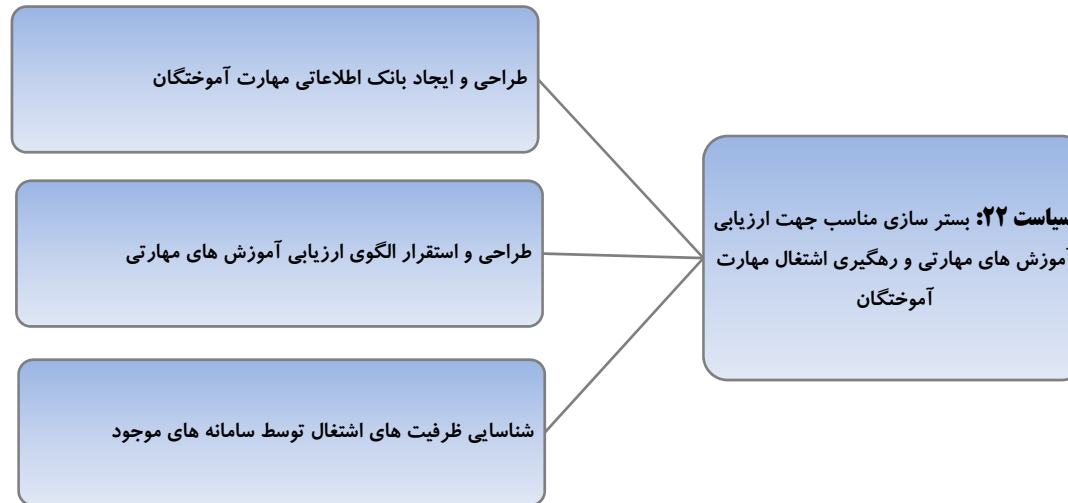 سیاست ۲۲: بستر سازی مناسب جهت ارزیابی
آموزش های مهارتی و رهگیری اشتغال مهارت
آموختگان
طراحی و ایجاد بانک اطلاعاتی مهارت آموختگان
طراحی و استقرار الگوی ارزیابی آموزش های مهارتی
شناسایی ظرفیت های اشتغال توسط سامانه های موجود